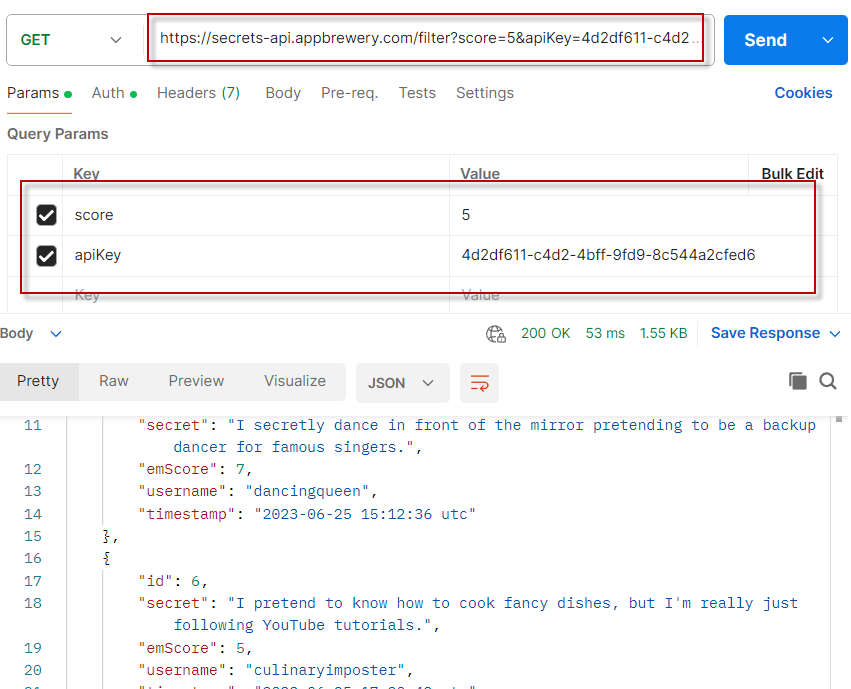 GET https://secrets-api.appbrewery.com/filter?score=5&apiKey=4d2df611-c4d2... Send
Params Auth Headers (7) Body Pre-req. Tests Settings Cookies
Query Params
Key Value Bulk Edit
score 5
apiKey 4d2df611-c4d2-4bff-9fd9-8c544a2cfed6
Key Value
Body 200 OK 53 ms 1.55 KB Save Response
Pretty Raw Preview Visualize JSON
11 "secret": "I secretly dance in front of the mirror pretending to be a backup
dancer for famous singers.",
12 "emScore": 7,
13 "username": "dancingqueen",
14 "timestamp": "2023-06-25 15:12:36 utc"
15 },
16 {
17 "id": 6,
18 "secret": "I pretend to know how to cook fancy dishes, but I'm really just
following YouTube tutorials.",
19 "emScore": 5,
20 "username": "culinaryimposter",